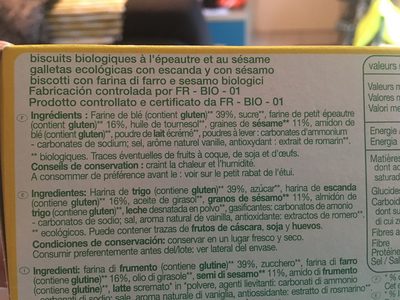 biscuits biologiques à l'épeautre et au sésame
galletas ecológicas con escanda y con sésamo
biscotti con farina di farro e sesamo biologici
Fabricación controlada por FR - BIO - 01
Prodotto controllato e certificato da FR - BIO - 01
Ingrédients : Farine de blé (contient gluten)** 39%, sucre**, farine de petit épeautre
(contient gluten)** 16%, huile de tournesol**, graines de sésame** 11%, amidon de
blé (contient gluten)**, poudre de lait écrémé**, poudres à lever : carbonates d'ammonium
- carbonates de sodium; sel, arôme naturel vanille, antioxydant : extrait de romarin**.
** biologiques. Traces éventuelles de fruits à coque, de soja et d'œufs.
Conseils de conservation : craint la chaleur et l'humidité.
A consommer de préférence avant le : voir sur le petit rabat de l'étui.
Ingredientes: Harina de trigo (contiene gluten)** 39%, azúcar**, harina de escanda
(contiene gluten)** 16%, aceite de girasol**, granos de sésamo** 11%, almidón de
trigo (contiene gluten)**, leche desnatada en polvo**, gasificantes: carbonatos de amonio
- carbonatos de sodio; sal, aroma natural de vainilla, antioxidante: extractos de romero**.
** ecológicos. Puede contener trazas de frutos de cáscara, soja y huevos.
Condiciones de conservación: conservar en un lugar fresco y seco.
Consumir preferentemente antes del/lote: ver lateral del envase.
Ingredienti: farina di frumento (contiene glutine)** 39%, zucchero**, farina di farro
(contiene glutine)** 16%, olio di girasole**, semi di sesamo** 11%, amido di frumento
(contiene glutine)**, latte scremato in polvere, agenti lievitanti: carbonati di ammonio
- carbonati di sodio; sale, aroma naturale di vaniglia, antiossidante: estratto di rosmarino**.
valeurs
Valeurs
Valores
Valori me
Energie
Energía
Matières
dont ac
saturad
Glucides
Carboid
dont su
di cui z
Fibres a
Fibre
Protéine
Sel / Sal